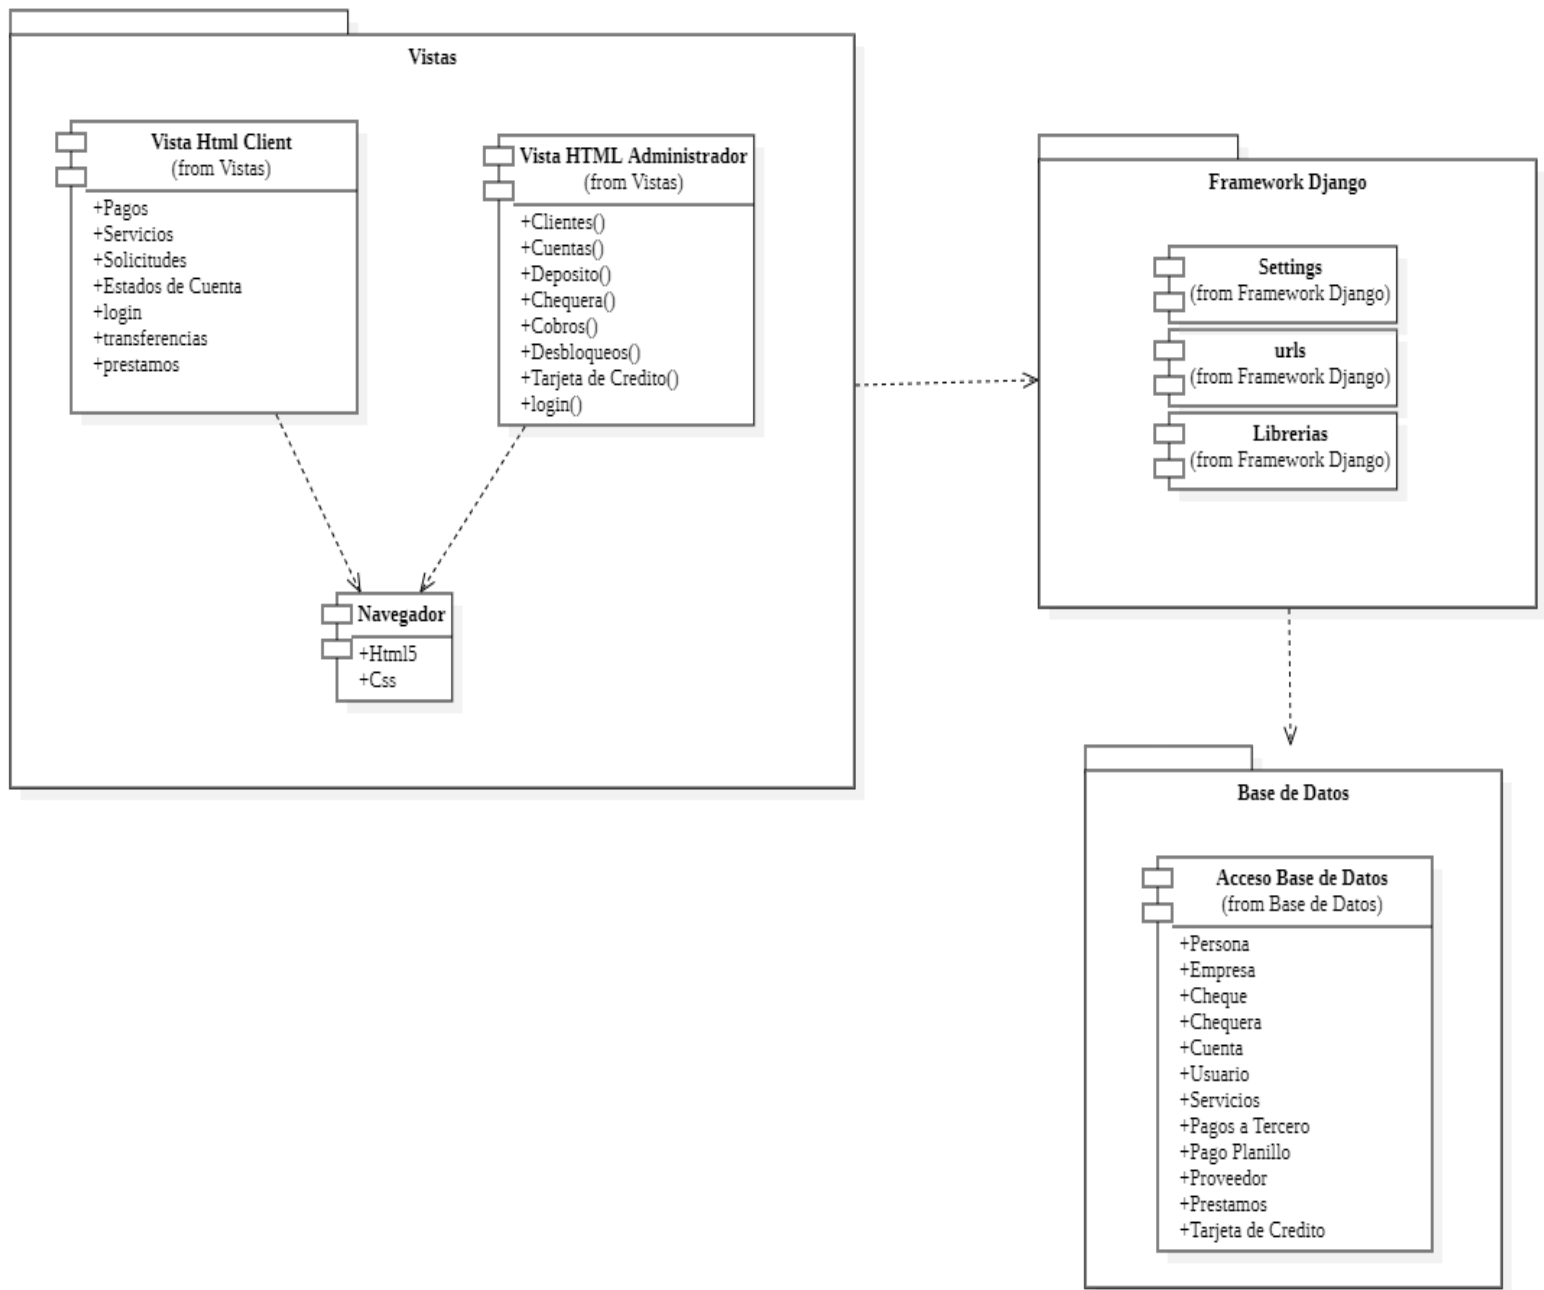 Vistas
Vista Html Client
(from Vistas)
+Pagos
+Servicios
+Solicitudes
+Estados de Cuenta
+login
+transferencias
+prestamos
Vista HTML Administrador
(from Vistas)
+Clientes()
+Cuentas()
+Deposito()
+Chequera()
+Cobros()
+Desbloqueos()
+Tarjeta de Credito()
+login()
Navegador
+Html5
+Css
Framework Django
Settings
(from Framework Django)
urls
(from Framework Django)
Librerias
(from Framework Django)
Base de Datos
Acceso Base de Datos
(from Base de Datos)
+Persona
+Empresa
+Cheque
+Chequera
+Cuenta
+Usuario
+Servicios
+Pagos a Tercero
+Pago Planillo
+Proveedor
+Prestamos
+Tarjeta de Credito